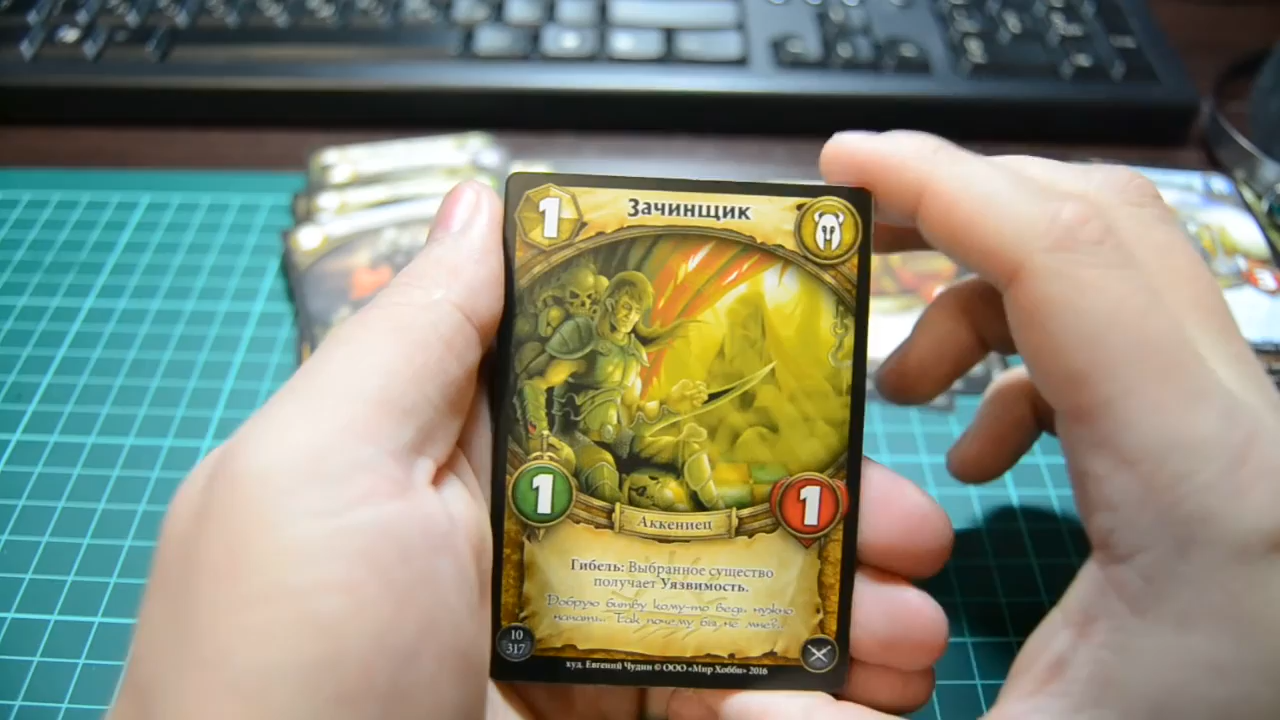 1
Зачинщик
1
Аккениец
1
Гибель: Выбранное существо
получает Уязвимость.
Добрую битву кому-то ведь нужно
начать. Так почему бы не мне?
10
317
худ. Евгений Чудин © ООО «Мир Хобби» 2016